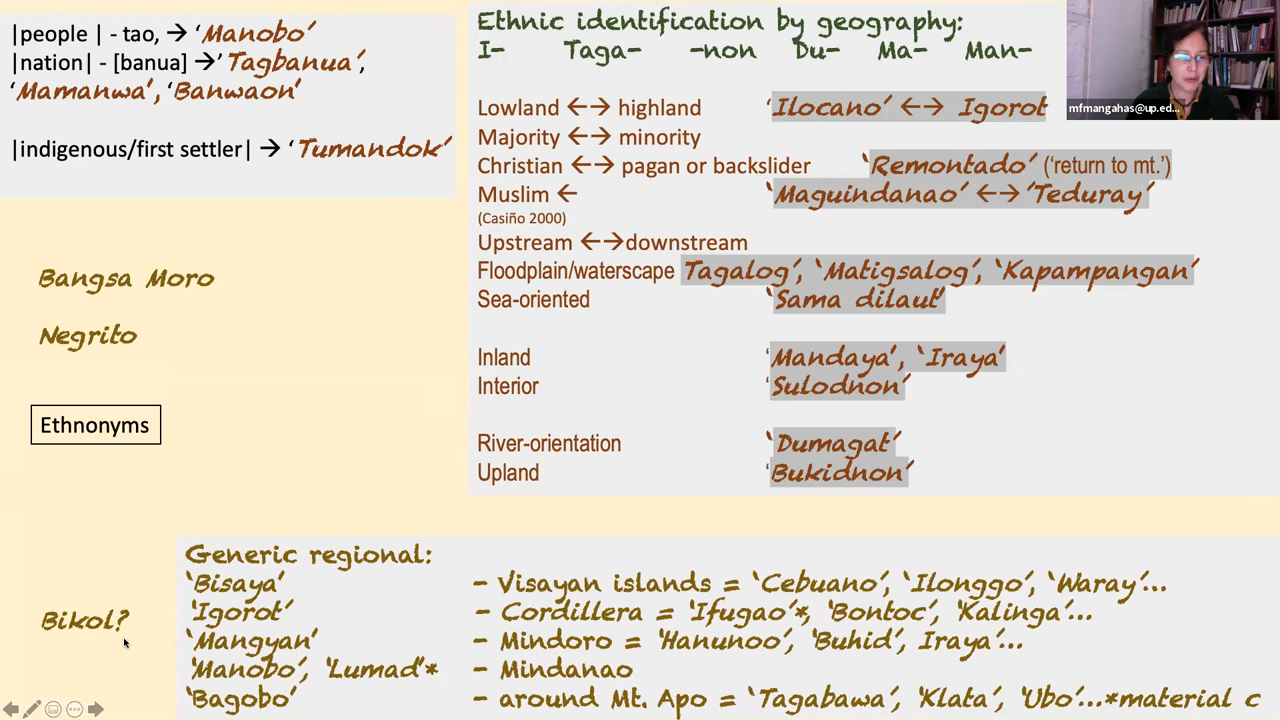 |people | - tao, → ‘Manobo’
|nation| - [banua] →’Tagbanua’,
‘Mamanwa’, ‘Banwaon’
|indigenous/first settler| → ‘Tumandok’
Bangsa Moro
Negrito
Ethnonyms
Bikol?
Ethnic identification by geography:
I- Taga- -non Du- Ma- Man-
Lowland ←→ highland ‘Ilocano’ ←→ Igorot
Majority ←→ minority
Christian ←→ pagan or backslider ‘Remontado’ (‘return to mt.’)
Muslim ← ‘Maguindanao’ ←→ ‘Teduray’
(Casiño 2000)
Upstream ←→downstream
Floodplain/waterscape Tagalog’, ‘Matigsalog’, ‘Kapampangan’
Sea-oriented ‘Sama dilaut’
Inland ‘Mandaya’, ‘Iraya’
Interior ‘Sulodnon’
River-orientation ‘Dumagat’
Upland ‘Bukidnon’
mfmangahas@up.ed...
Generic regional:
‘Bisaya’ - Visayan islands = ‘Cebuano’, ‘Ilonggo’, ‘Waray’...
‘Igorot’ - Cordillera = ‘Ifugao’*, ‘Bontoc’, ‘Kalinga’...
‘Mangyan’ - Mindoro = ‘Hanunoo’, ‘Buhid’, Iraya’...
‘Manobo’, ‘Lumad’* - Mindanao
‘Bagobo’ - around Mt. Apo = ‘Tagabawa’, ‘Klata’, ‘Ubo’...*material c